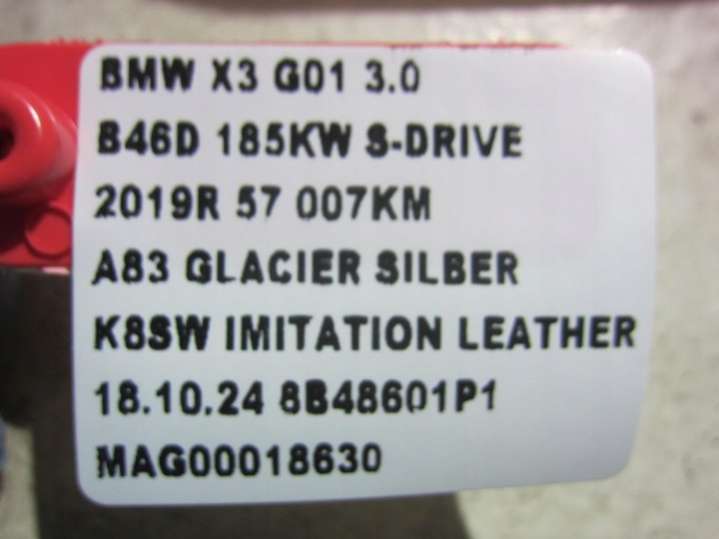 BMW X3 G01 3.0
B46D 185KW S-DRIVE
2019R 57 007KM
A83 GLACIER SILBER
K8SW IMITATION LEATHER
18.10.24 8B48601P1
MAG00018630